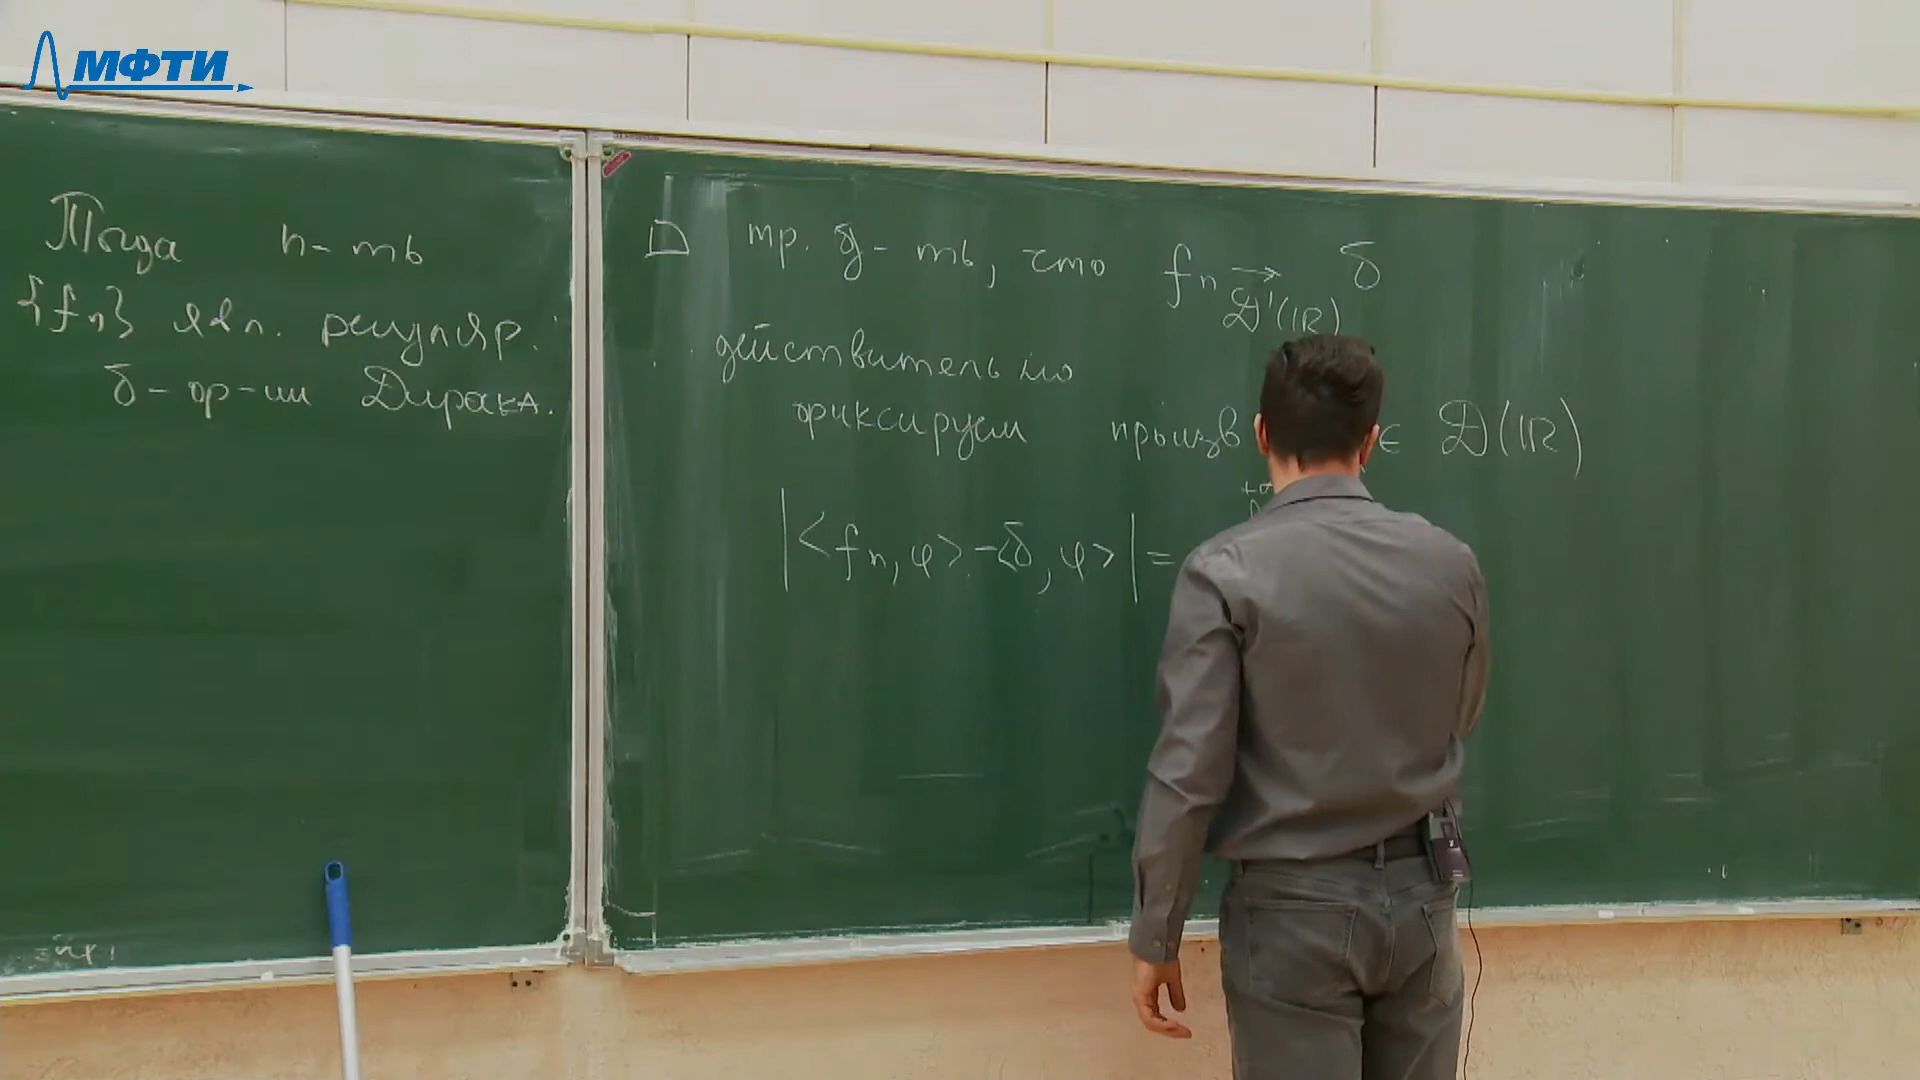 МФТИ
Тогда п-ть
{fₙ} явл. регуляр.
δ-ф-ии Дирака.
тр. д-ть, что fₙ → δ
D'(ℝ)
действительно
фиксируем произв ∈ D(ℝ)
|<fₙ, φ> - <δ, φ>| =